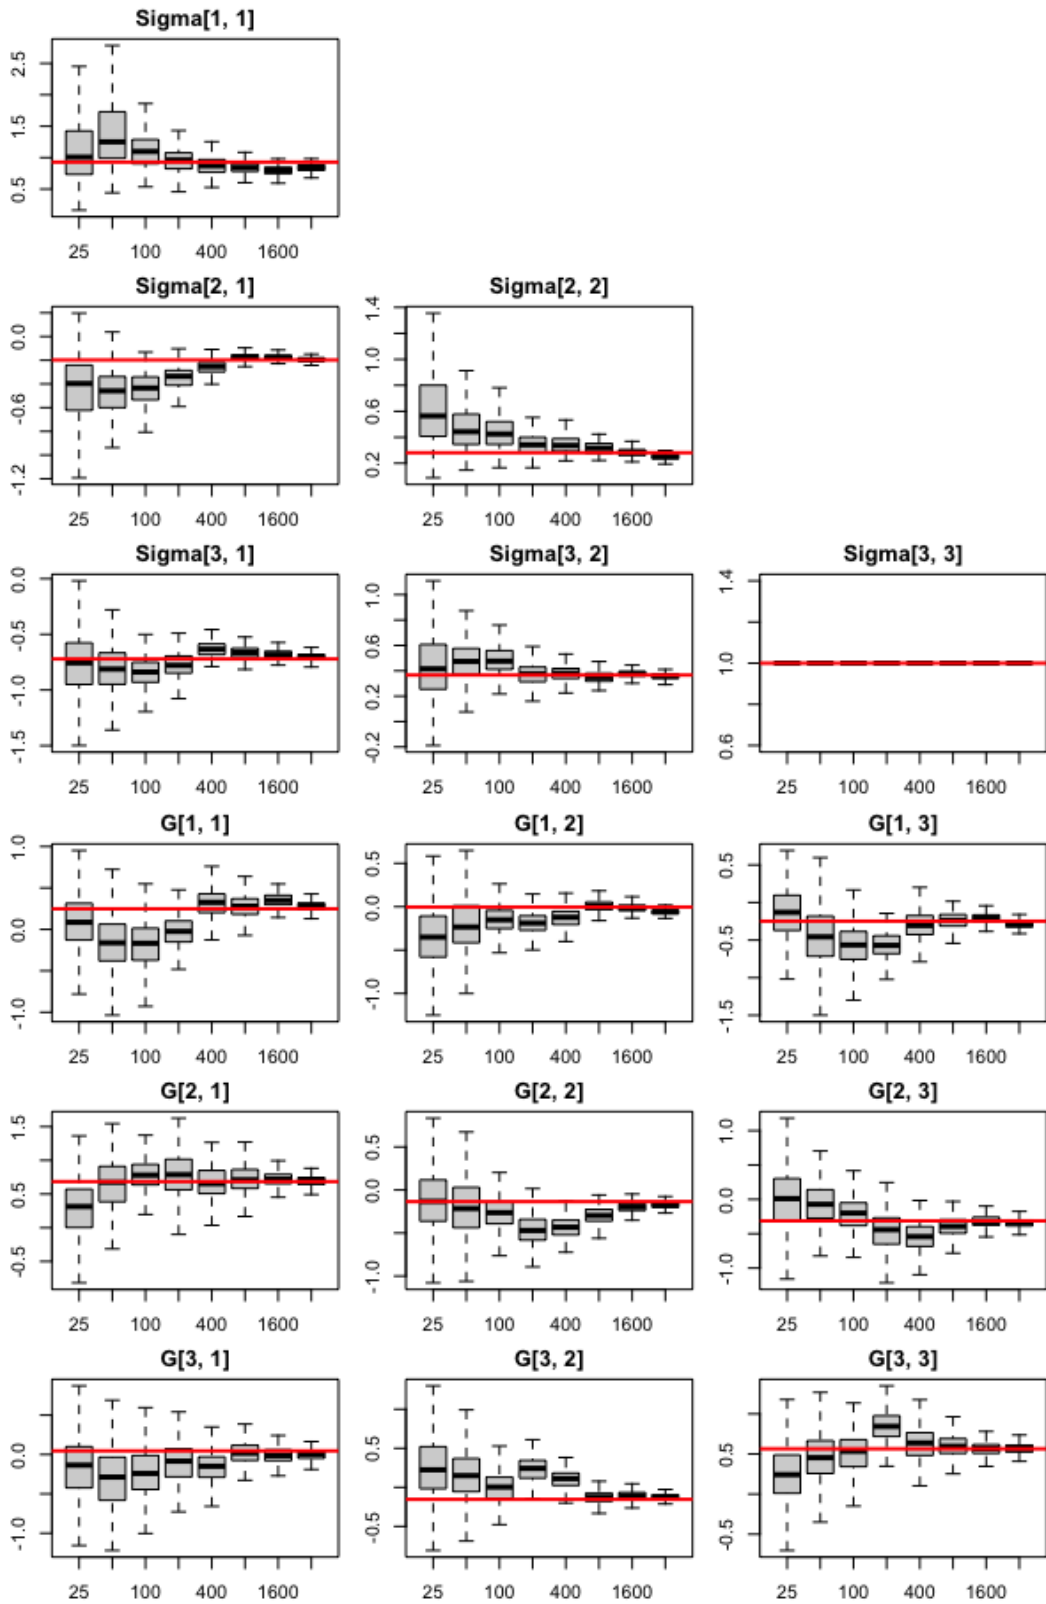 Sigma[1, 1]
0.5 1.5 2.5
25 100 400 1600
Sigma[2, 1] Sigma[2, 2]
-1.2 -0.6 0.0 0.2 0.6 1.0 1.4
25 100 400 1600 25 100 400 1600
Sigma[3, 1] Sigma[3, 2] Sigma[3, 3]
-1.5 -1.0 -0.5 0.0 -0.2 0.2 0.6 1.0 0.6 1.0 1.4
25 100 400 1600 25 100 400 1600 25 100 400 1600
G[1, 1] G[1, 2] G[1, 3]
-1.0 0.0 1.0 -1.0 0.0 0.5 -1.5 -0.5 0.5
25 100 400 1600 25 100 400 1600 25 100 400 1600
G[2, 1] G[2, 2] G[2, 3]
-0.5 0.5 1.5 -1.0 0.0 0.5 -1.0 0.0 1.0
25 100 400 1600 25 100 400 1600 25 100 400 1600
G[3, 1] G[3, 2] G[3, 3]
-1.0 0.0 -0.5 0.5 -0.5 0.5
25 100 400 1600 25 100 400 1600 25 100 400 1600